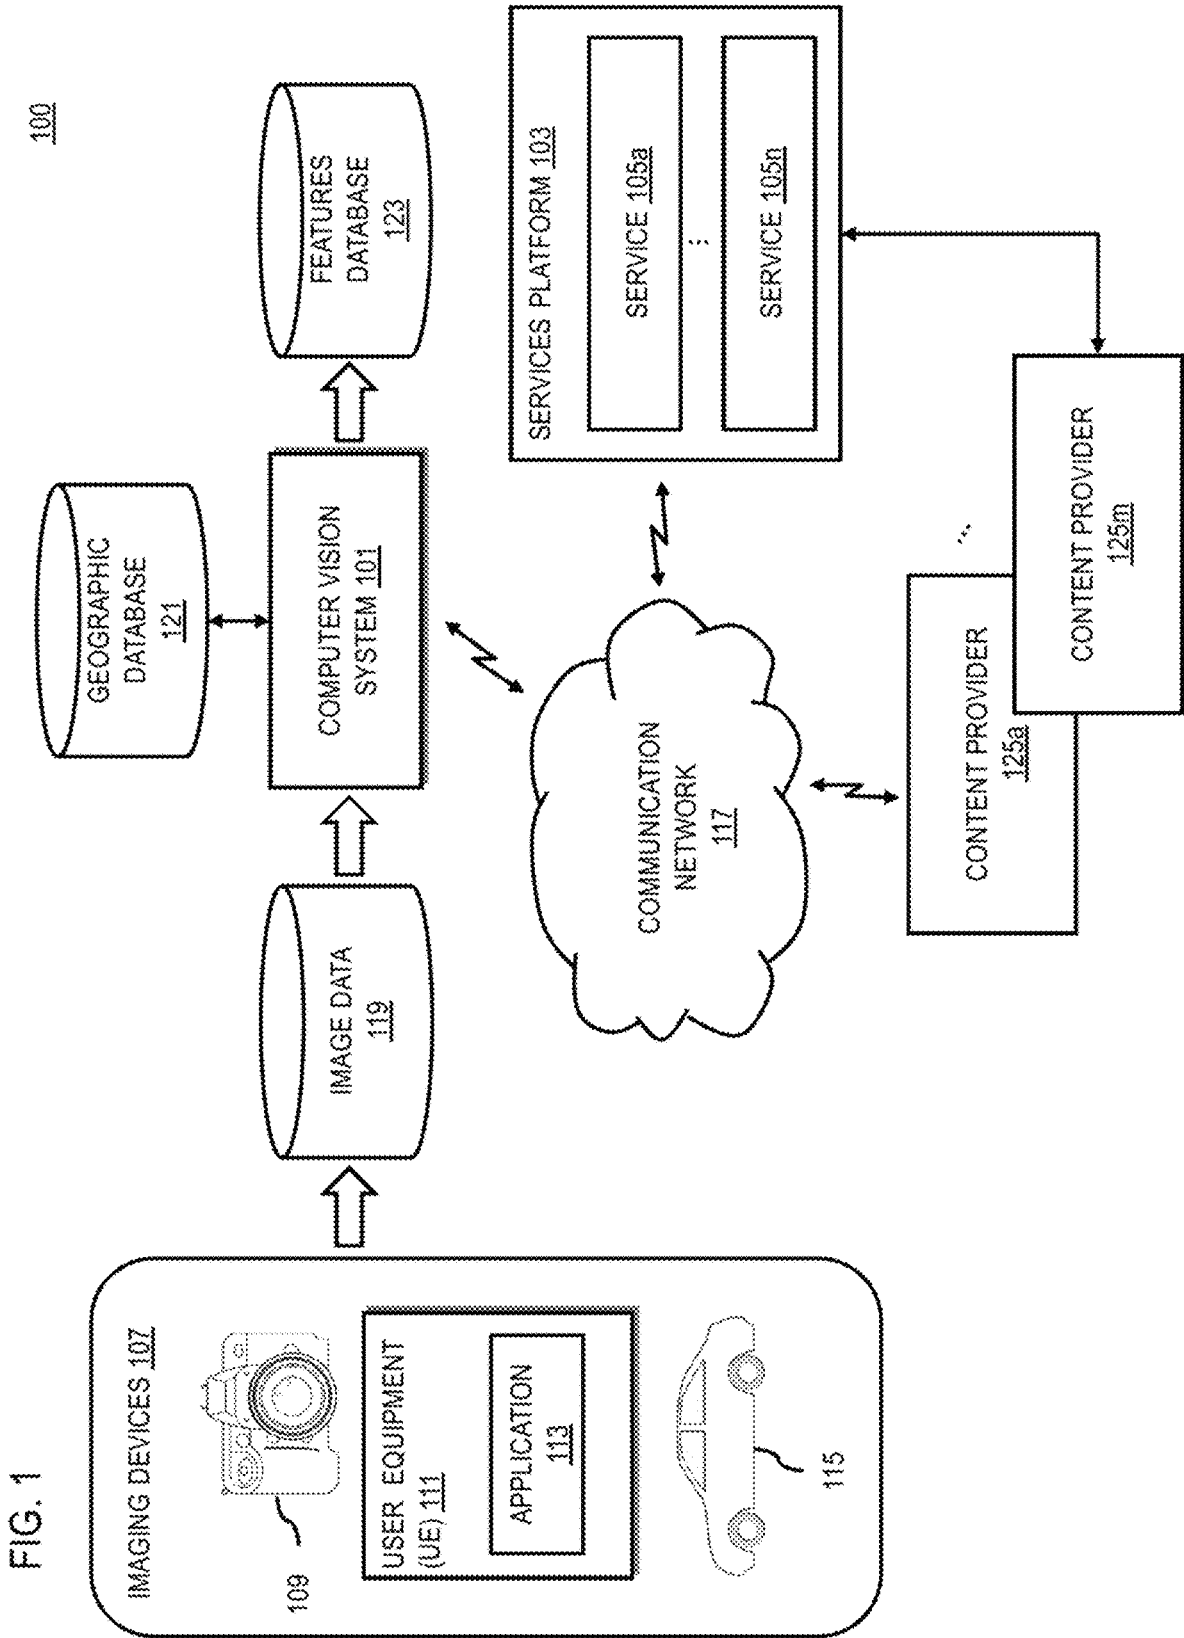 FIG. 1
100
IMAGING DEVICES 107
109
USER EQUIPMENT
(UE) 111
APPLICATION
113
115
IMAGE DATA
119
GEOGRAPHIC
DATABASE
121
COMPUTER VISION
SYSTEM 101
FEATURES
DATABASE
123
COMMUNICATION
NETWORK
117
SERVICES PLATFORM 103
SERVICE 105a
...
SERVICE 105n
CONTENT PROVIDER
125a
...
CONTENT PROVIDER
125m